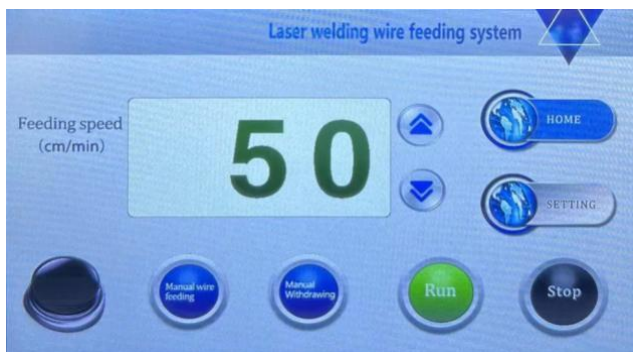 Laser welding wire feeding system
Feeding speed
(cm/min)
50
HOME
SETTING
Manual wire
feeding
Manual
Withdrawing
Run
Stop